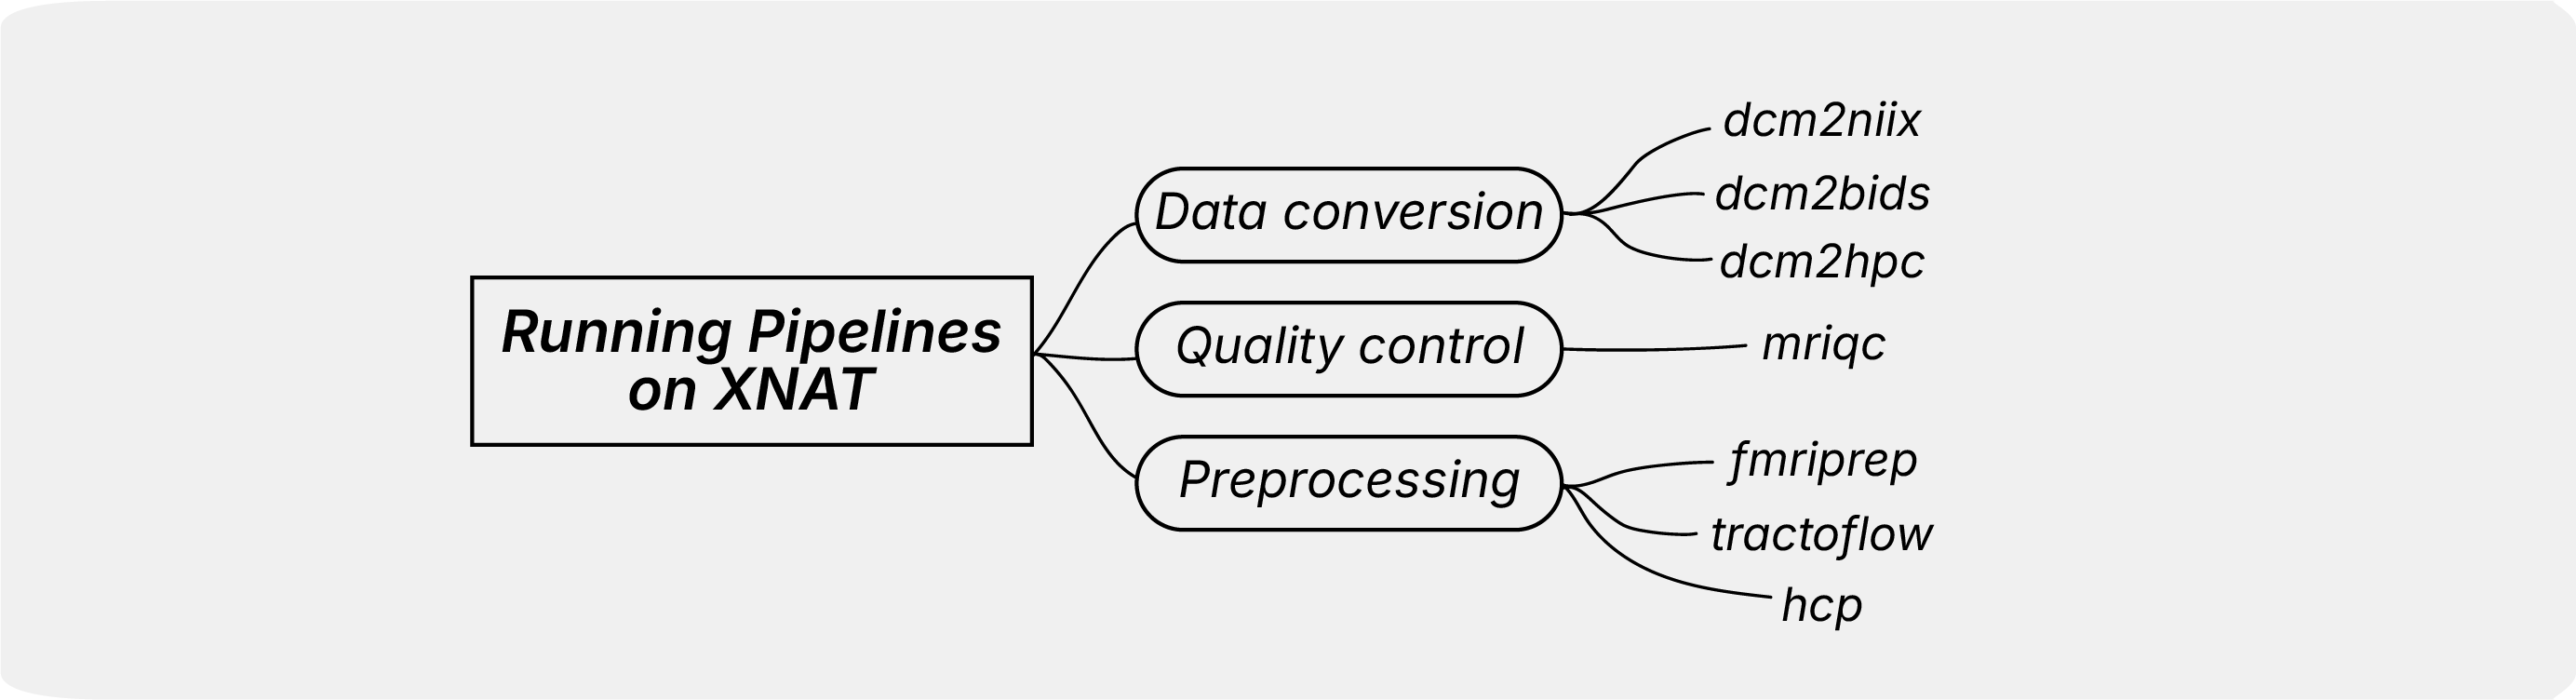 Running Pipelines
on XNAT
Data conversion
dcm2niix
dcm2bids
dcm2hpc
Quality control
mriqc
Preprocessing
fmriprep
tractoflow
hcp